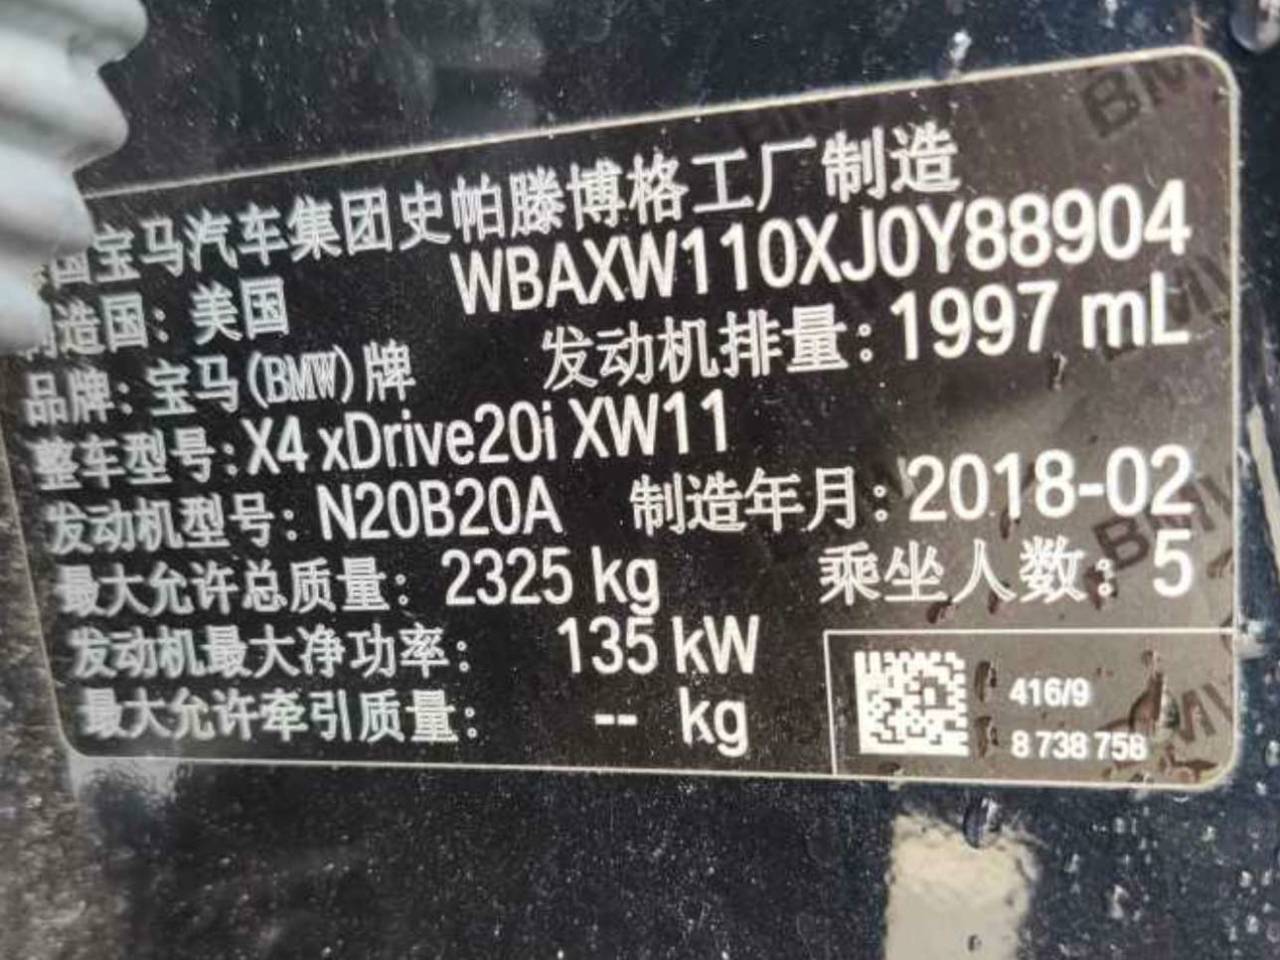 国宝马汽车集团史帕滕博格工厂制造
WBAXW110XJ0Y88904
制造国：美国
品牌：宝马(BMW)牌
发动机排量：1997 mL
整车型号：X4 xDrive20i XW11
发动机型号：N20B20A
制造年月：2018-02
最大允许总质量：2325 kg
乘坐人数：5
发动机最大净功率：135 kW
最大允许牵引质量：-- kg
416/9
8 738 758